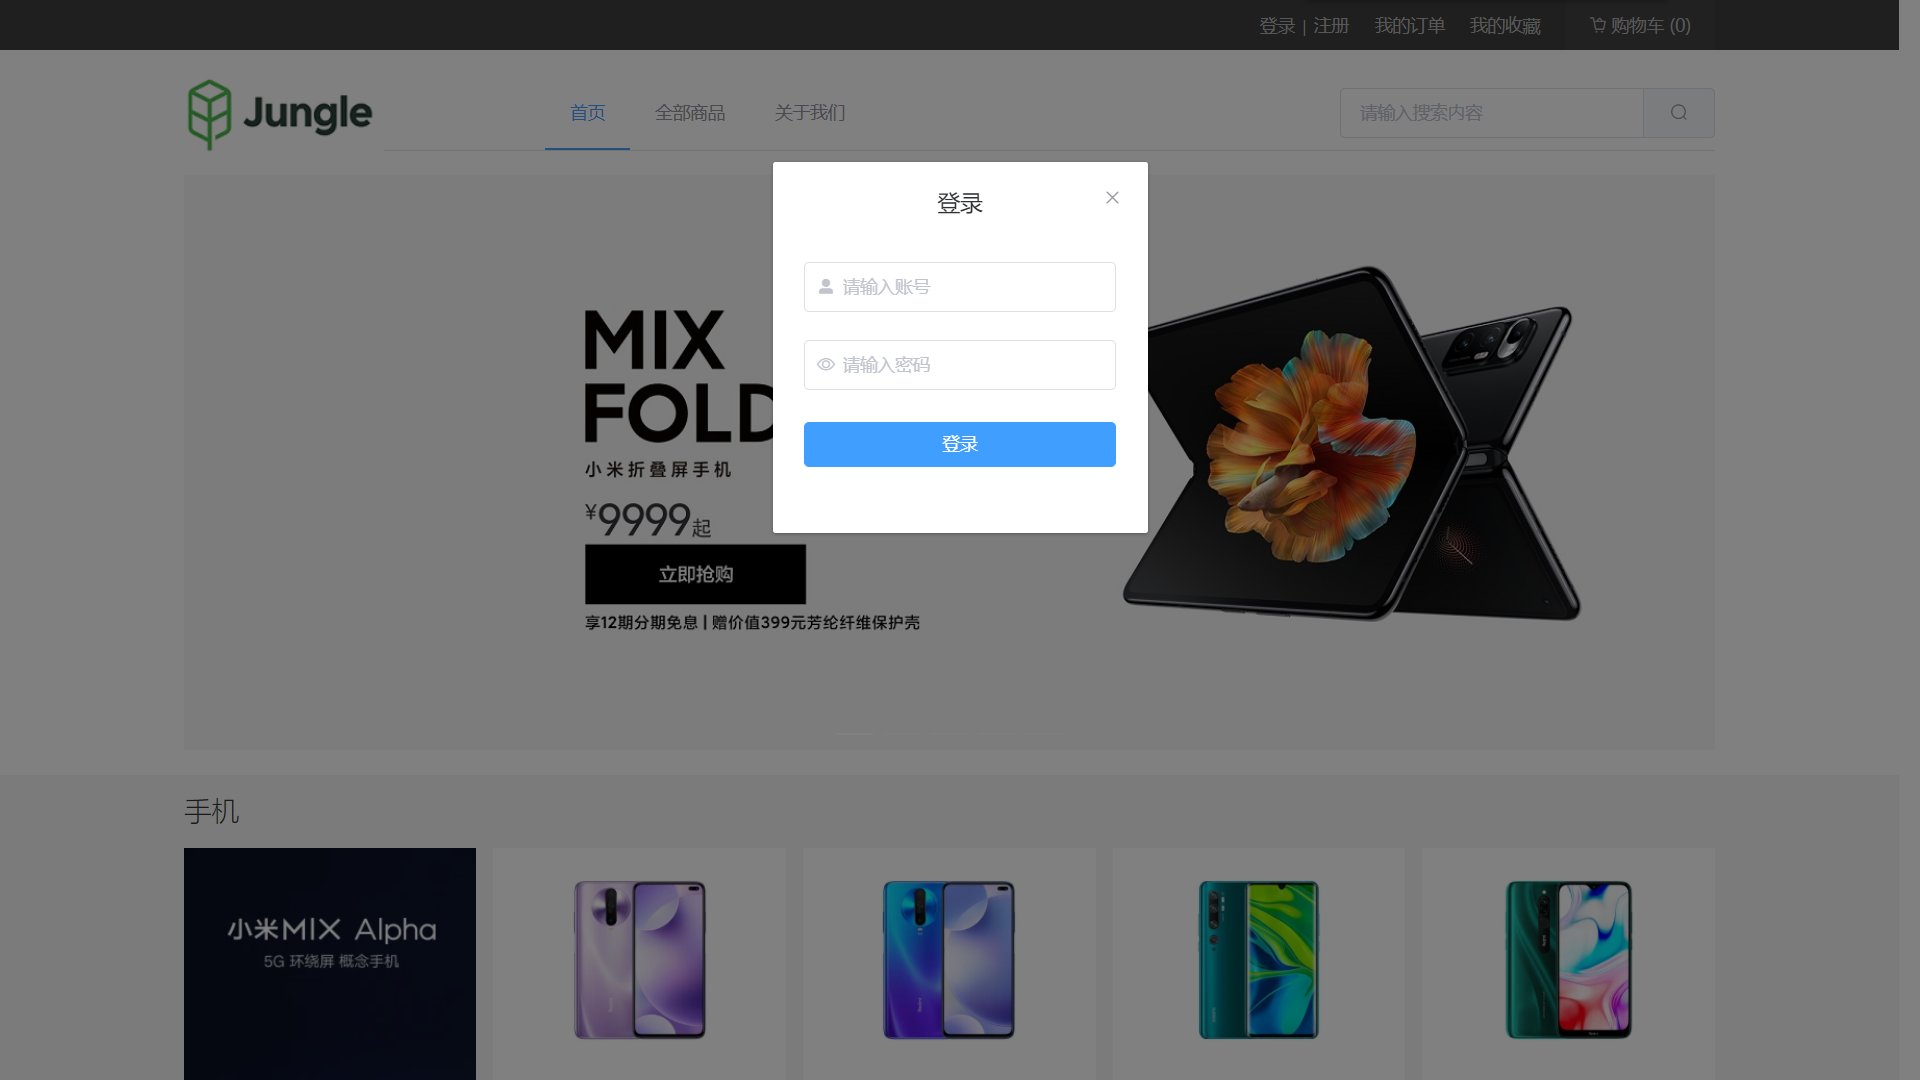 登录 | 注册 我的订单 我的收藏 购物车 (0)
Jungle 首页 全部商品 关于我们 请输入搜索内容
登录
请输入账号
请输入密码
登录
MIX
FOLD
小米折叠屏手机
¥9999起
立即抢购
享12期分期免息 | 赠价值399元芳纶纤维保护壳
手机
小米MIX Alpha
5G 环绕屏 概念手机